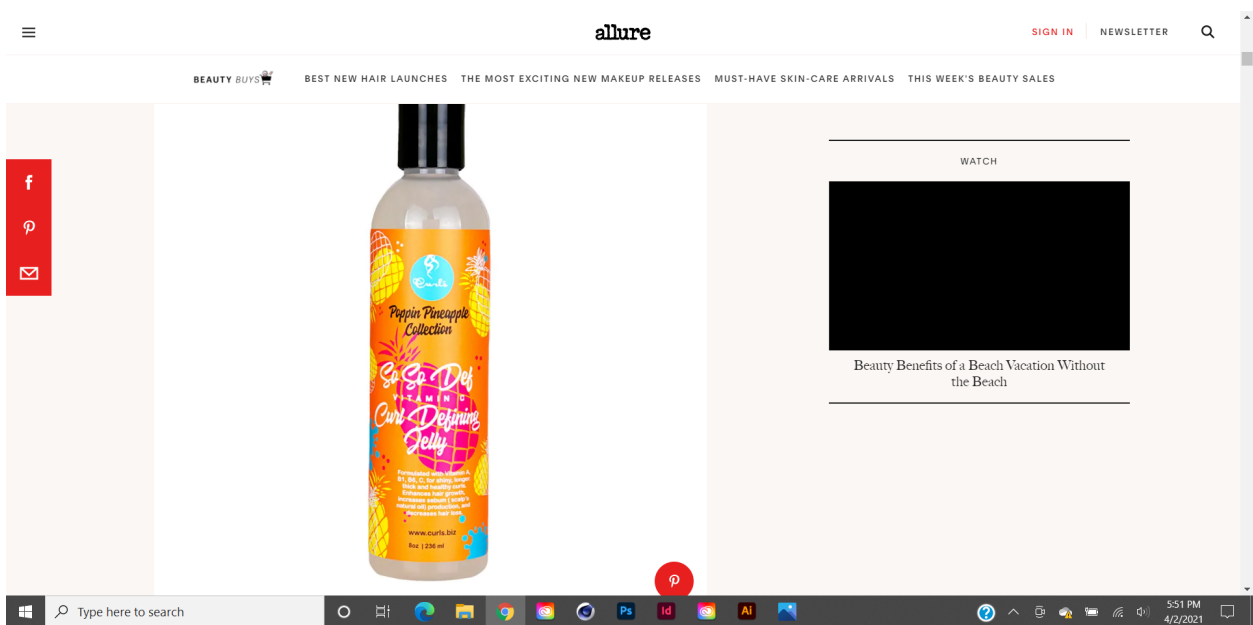 allure
SIGN IN
NEWSLETTER
BEAUTY BUYS
BEST NEW HAIR LAUNCHES
THE MOST EXCITING NEW MAKEUP RELEASES
MUST-HAVE SKIN-CARE ARRIVALS
THIS WEEK'S BEAUTY SALES
Curls
Poppin Pineapple
Collection
So So Def
VITAMIN C
Curl Defining
Jelly
Formulated with Vitamin A,
B1, B6, C, for shiny, longer
thick and healthy curls.
Enhances hair growth,
increases sebum ( scalp's
natural oil) production, and
decreases hair loss.
www.curls.biz
8oz | 236 ml
WATCH
Beauty Benefits of a Beach Vacation Without
the Beach
Type here to search
Ps
Id
Ai
5:51 PM
4/2/2021